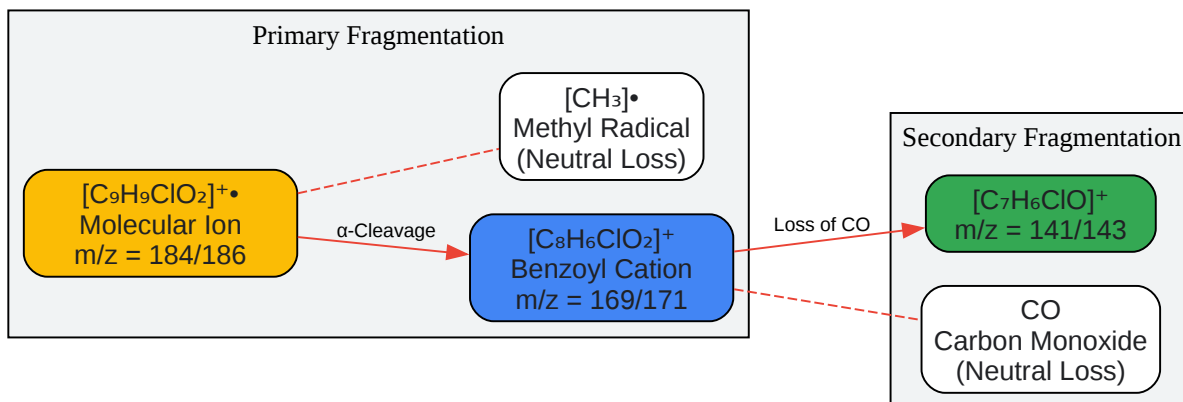 Primary Fragmentation
[CH₃]•
Methyl Radical
(Neutral Loss)
[C₉H₉ClO₂]⁺•
Molecular Ion
m/z = 184/186
α-Cleavage
[C₈H₆ClO₂]⁺
Benzoyl Cation
m/z = 169/171
Loss of CO
Secondary Fragmentation
[C₇H₆ClO]⁺
m/z = 141/143
CO
Carbon Monoxide
(Neutral Loss)